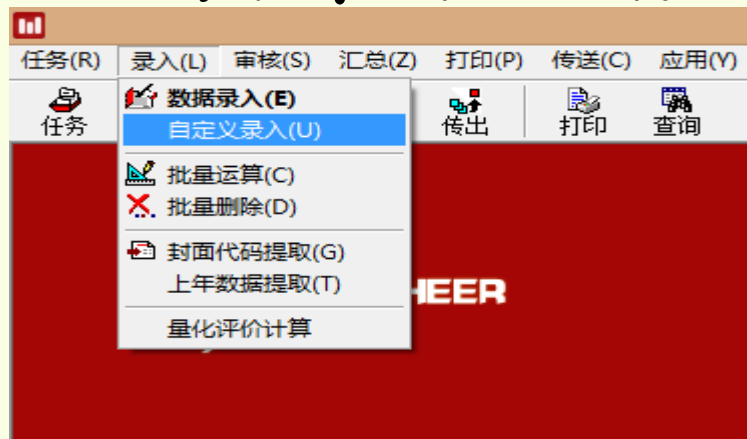 任务(R) 录入(L) 审核(S) 汇总(Z) 打印(P) 传送(C) 应用(Y)
任务 传出 打印 查询
数据录入(E)
自定义录入(U)
批量运算(C)
批量删除(D)
封面代码提取(G)
上年数据提取(T)
量化评价计算
EER